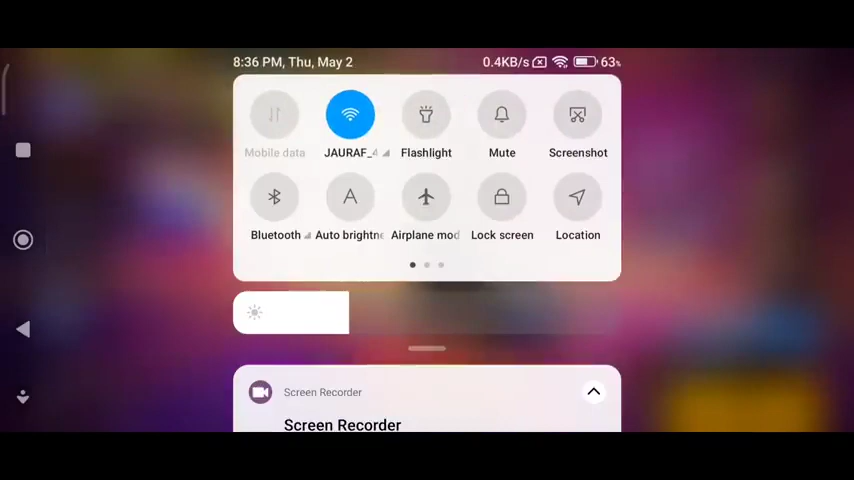 8:36 PM, Thu, May 2 0.4KB/s 63%
Mobile data JAURAF_4 Flashlight Mute Screenshot
Bluetooth Auto brightne Airplane mod Lock screen Location
Screen Recorder
Screen Recorder